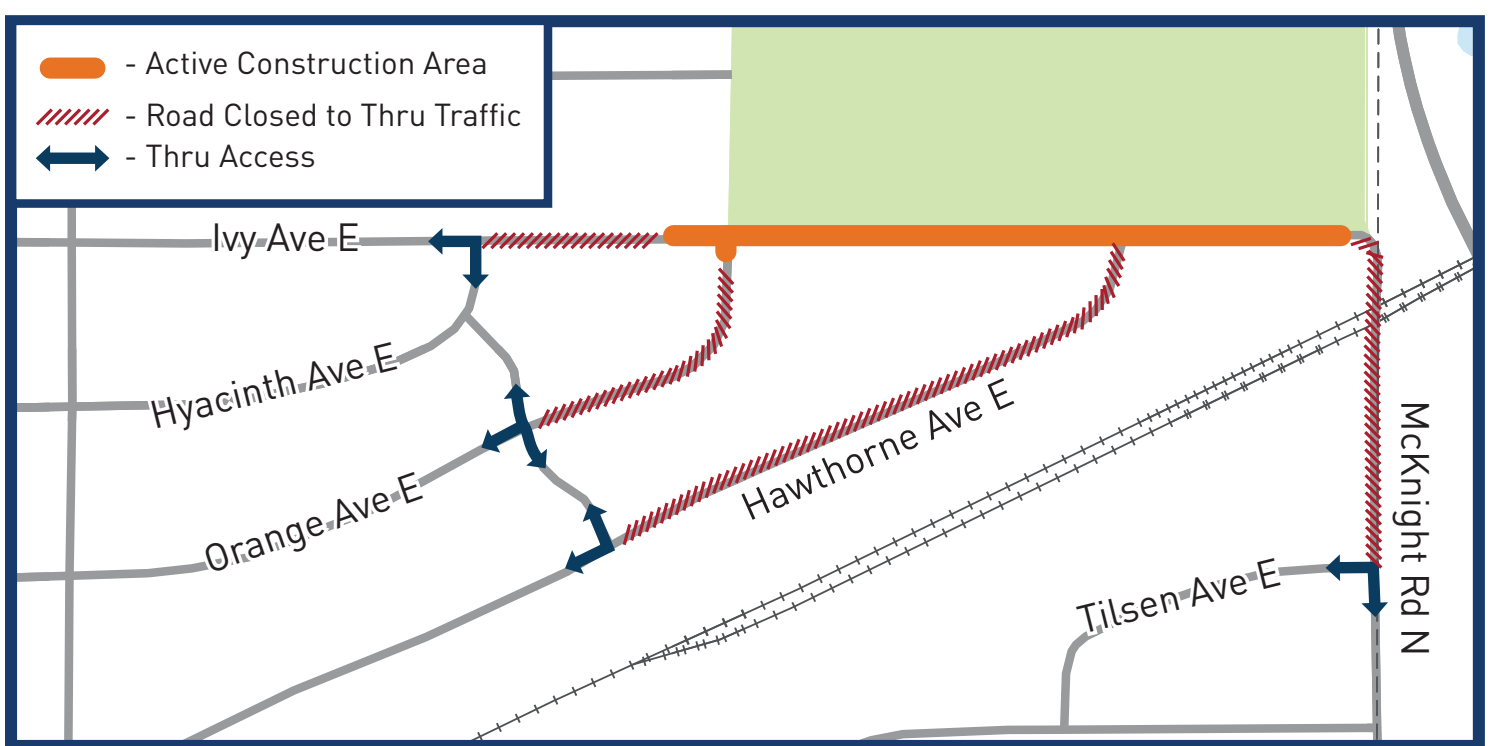 - Active Construction Area
- Road Closed to Thru Traffic
- Thru Access
Ivy Ave E
Hyacinth Ave E
Orange Ave E
Hawthorne Ave E
McKnight Rd N
Tilsen Ave E